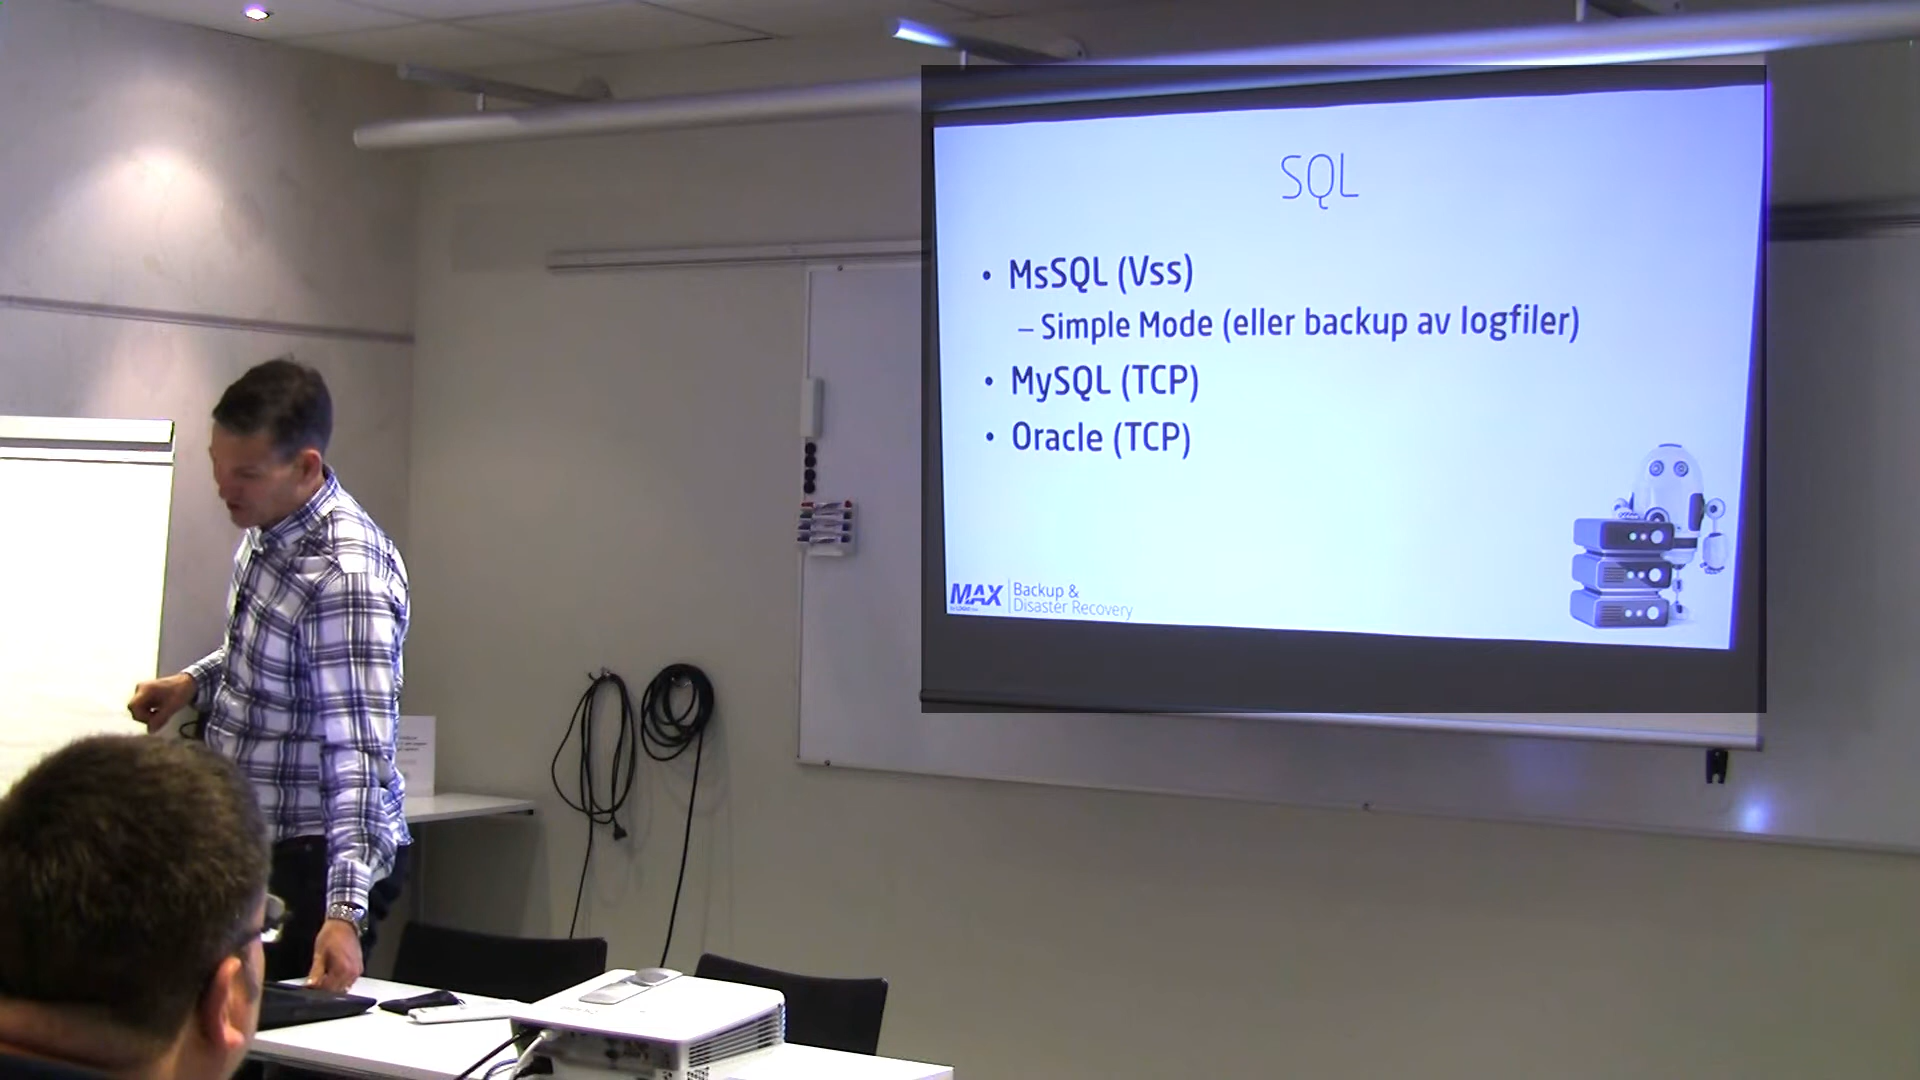 SQL
• MsSQL (Vss)
– Simple Mode (eller backup av logfiler)
• MySQL (TCP)
• Oracle (TCP)
MAX
Backup &
Disaster Recovery